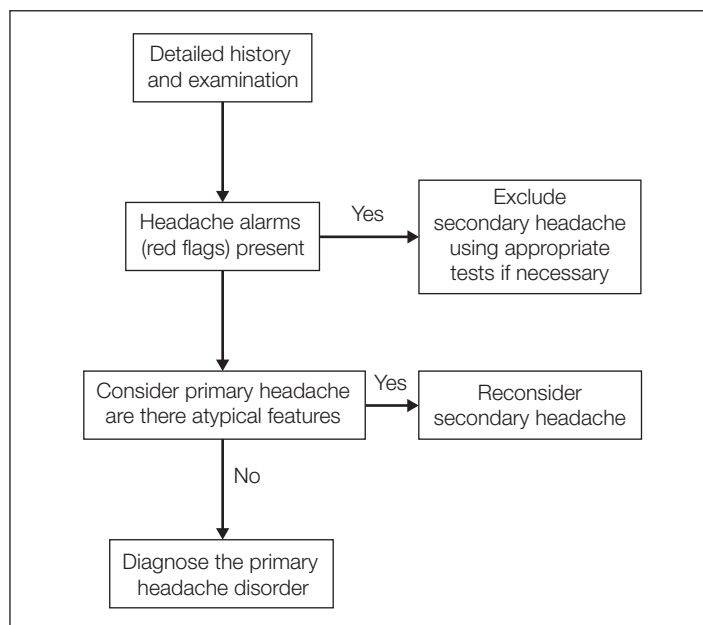 Detailed history
and examination
Headache alarms
(red flags) present
Yes
Exclude
secondary headache
using appropriate
tests if necessary
Consider primary headache
are there atypical features
Yes
Reconsider
secondary headache
No
Diagnose the primary
headache disorder